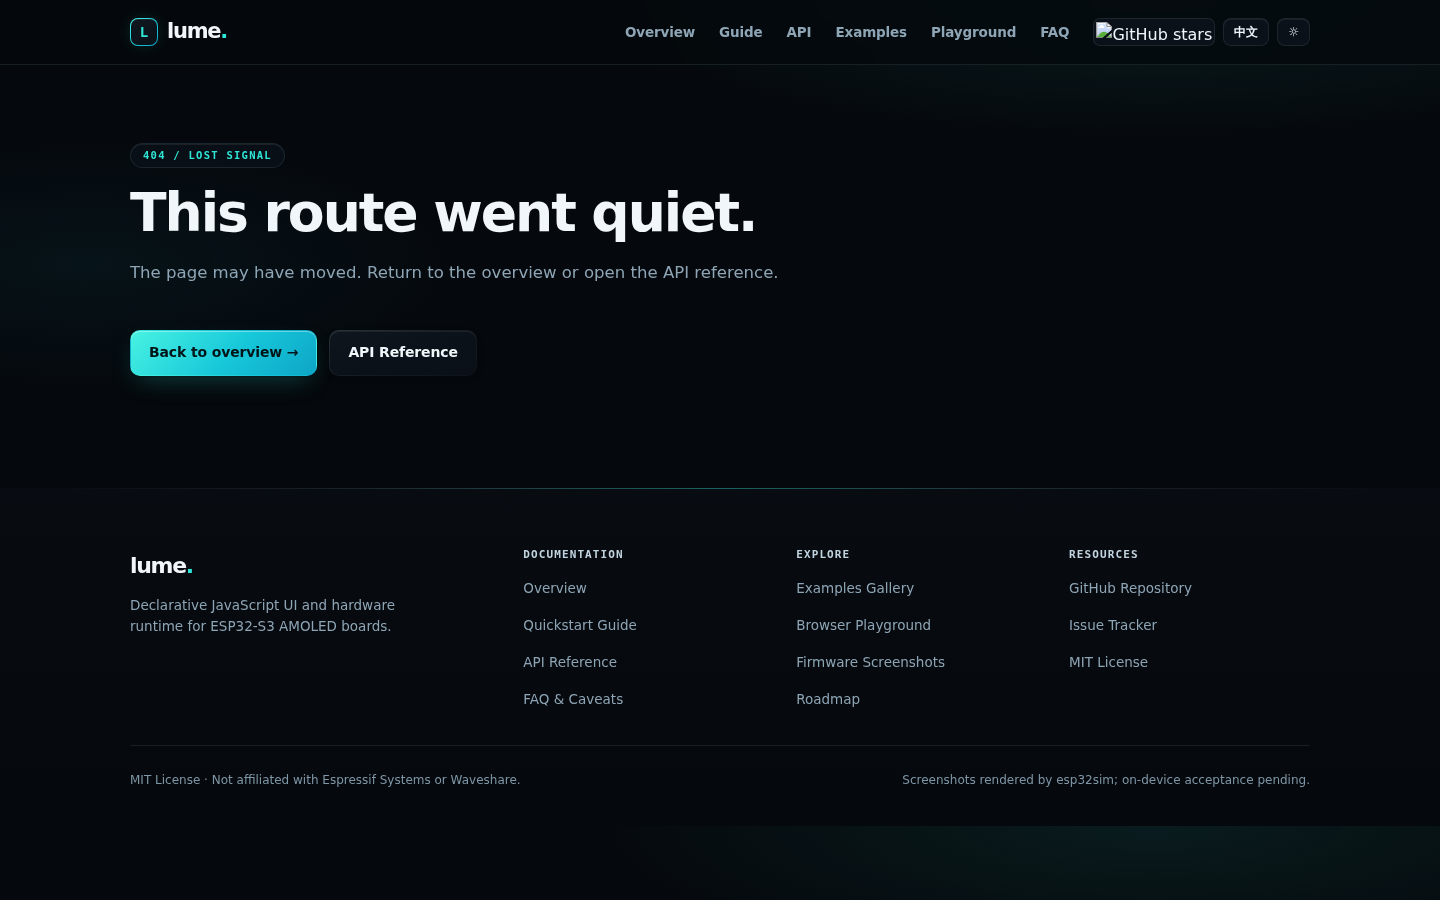 L lume.
Overview Guide API Examples Playground FAQ GitHub stars 中文
404 / LOST SIGNAL
This route went quiet.
The page may have moved. Return to the overview or open the API reference.
Back to overview → API Reference
lume.
Declarative JavaScript UI and hardware
runtime for ESP32-S3 AMOLED boards.
DOCUMENTATION
Overview
Quickstart Guide
API Reference
FAQ & Caveats
EXPLORE
Examples Gallery
Browser Playground
Firmware Screenshots
Roadmap
RESOURCES
GitHub Repository
Issue Tracker
MIT License
MIT License · Not affiliated with Espressif Systems or Waveshare.
Screenshots rendered by esp32sim; on-device acceptance pending.